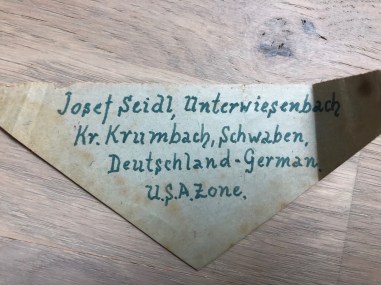 Josef Seidl, Unterwiesenbach
Kr. Krumbach, Schwaben,
Deutschland-German
U.S.A. Zone.